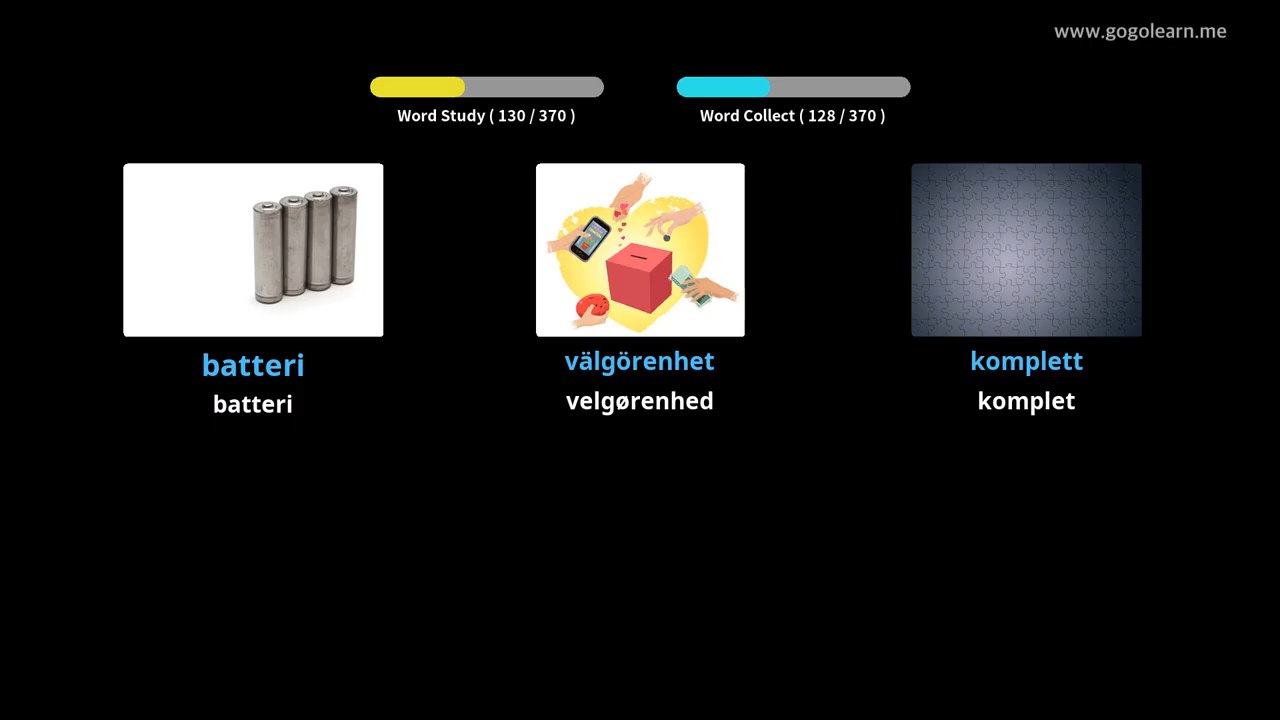 www.gogolearn.me
Word Study ( 130 / 370 )
Word Collect ( 128 / 370 )
batteri
batteri
välgörenhet
velgørenhed
komplett
komplet